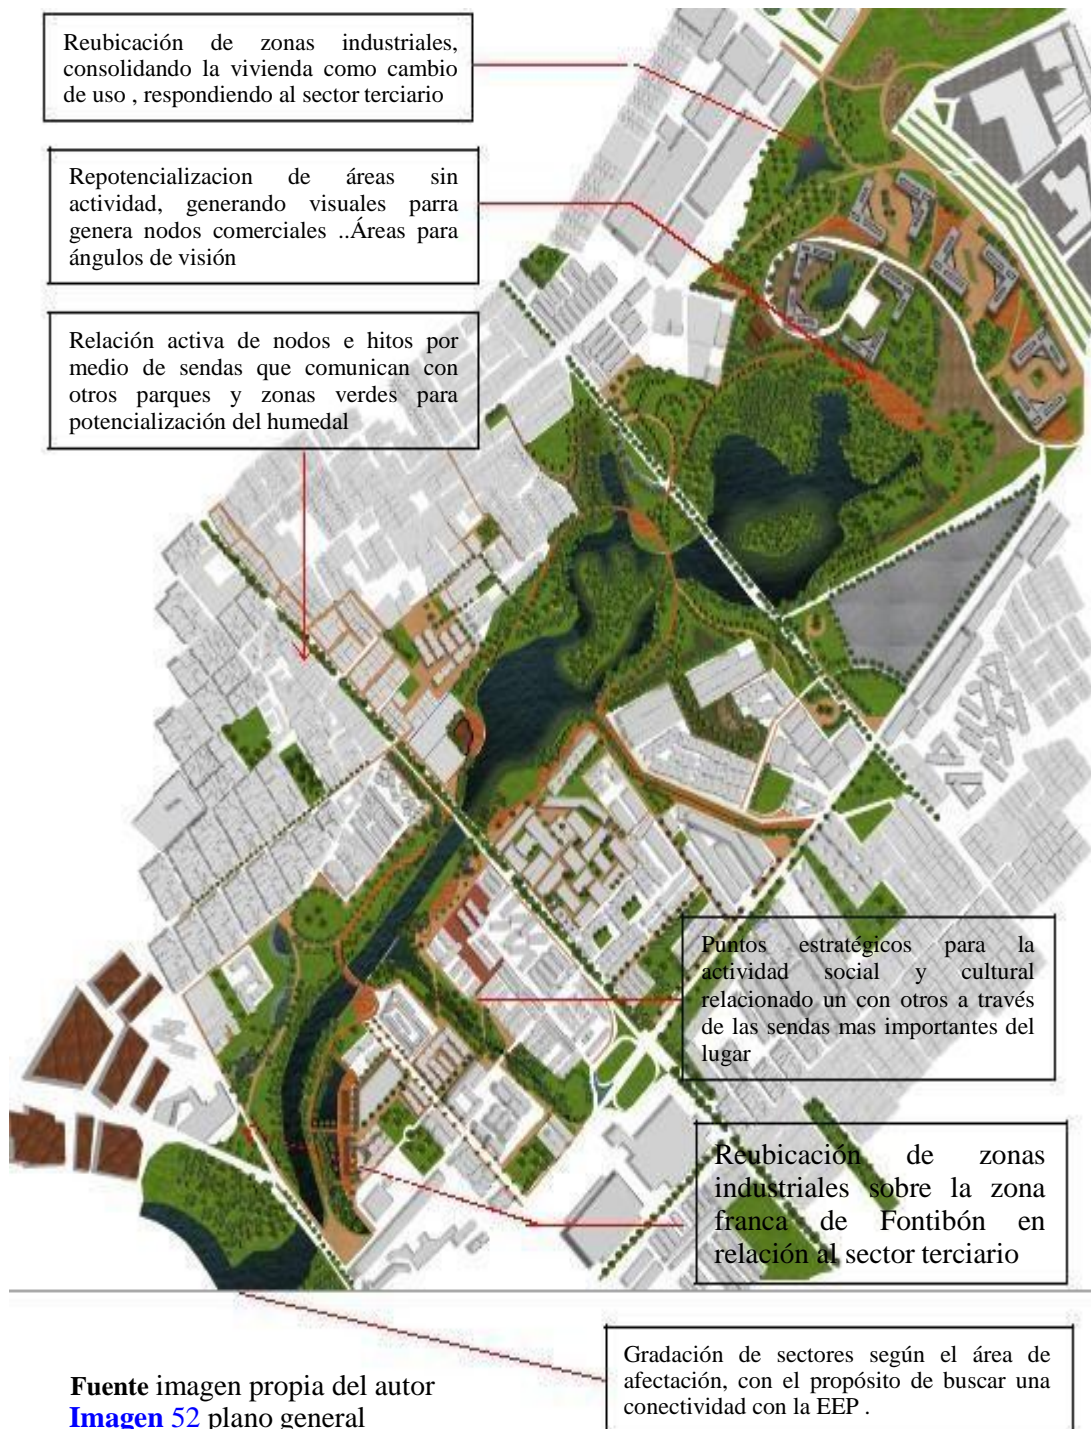 Reubicación de zonas industriales,
consolidando la vivienda como cambio
de uso , respondiendo al sector terciario
Repotencializacion de áreas sin
actividad, generando visuales parra
genera nodos comerciales ..Áreas para
ángulos de visión
Relación activa de nodos e hitos por
medio de sendas que comunican con
otros parques y zonas verdes para
potencialización del humedal
Puntos estratégicos para la
actividad social y cultural
relacionado un con otros a través
de las sendas mas importantes del
lugar
Reubicación de zonas
industriales sobre la zona
franca de Fontibón en
relación al sector terciario
Gradación de sectores según el área de
afectación, con el propósito de buscar una
conectividad con la EEP .
Fuente imagen propia del autor
Imagen 52 plano general